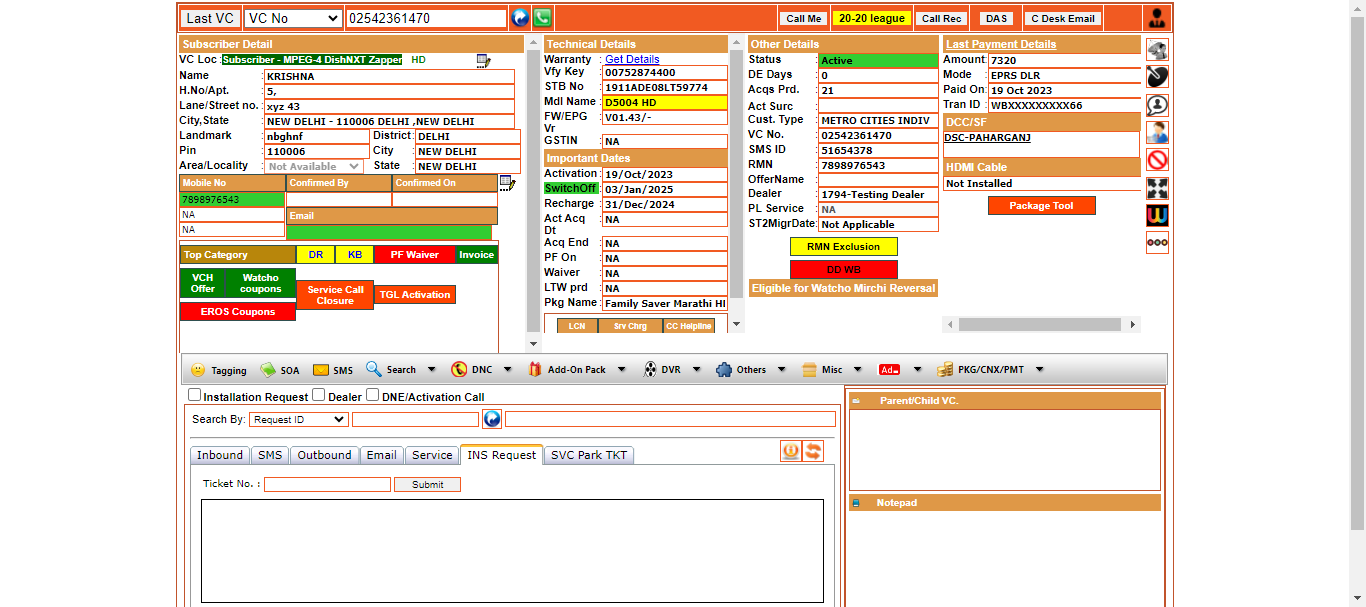 Last VC VC No 02542361470 Call Me 20-20 league Call Rec DAS C Desk Email
Subscriber Detail
VC Loc : Subscriber - MPEG-4 DishNXT Zapper HD
Name : KRISHNA
H.No/Apt. : 5,
Lane/Street no. : xyz 43
City,State : NEW DELHI - 110006 DELHI ,NEW DELHI
Landmark : nbghnf District : DELHI
Pin : 110006 City : NEW DELHI
Area/Locality : Not Available State : NEW DELHI
Mobile No Confirmed By Confirmed On
7898976543
NA Email
NA
Top Category DR KB PF Waiver Invoice
VCH Offer Watcho coupons Service Call Closure TGL Activation
EROS Coupons
Technical Details
Warranty : Get Details
Vfy Key : 00752874400
STB No : 1911ADE08LT59774
Mdl Name : D5004 HD
FW/EPG Vr : V01.43/-
GSTIN : NA
Important Dates
Activation : 19/Oct/2023
SwitchOff : 03/Jan/2025
Recharge : 31/Dec/2024
Act Acq Dt : NA
Acq End : NA
PF On : NA
Waiver : NA
LTW prd : NA
Pkg Name : Family Saver Marathi HI
LCN Srv Chrg CC Helpline
Other Details
Status : Active
DE Days : 0
Acqs Prd. : 21
Act Surc :
Cust. Type : METRO CITIES INDIV
VC No. : 02542361470
SMS ID : 51654378
RMN : 7898976543
OfferName :
Dealer : 1794-Testing Dealer
PL Service : NA
ST2MigrDate : Not Applicable
RMN Exclusion
DD WB
Eligible for Watcho Mirchi Reversal
Last Payment Details
Amount : 7320
Mode : EPRS DLR
Paid On : 19 Oct 2023
Tran ID : WBXXXXXXXXX66
DCC/SF
DSC-PAHARGANJ
HDMI Cable
Not Installed
Package Tool
Tagging SOA SMS Search DNC Add-On Pack DVR Others Misc Ad PKG/CNX/PMT
Installation Request Dealer DNE/Activation Call
Search By: Request ID
Inbound SMS Outbound Email Service INS Request SVC Park TKT
Ticket No. : Submit
Parent/Child VC.
Notepad